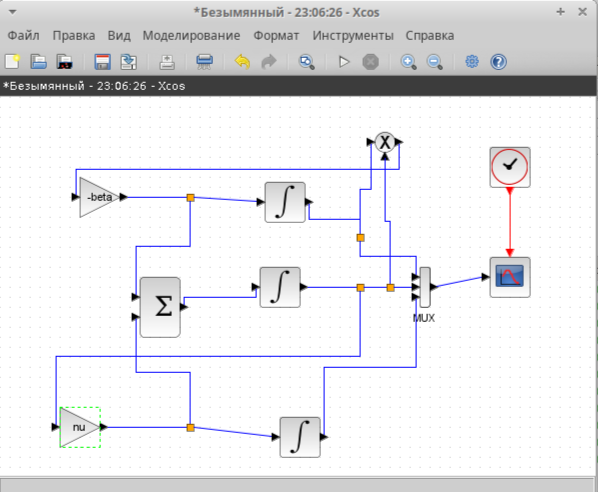 *Безымянный - 23:06:26 - Xcos
Файл Правка Вид Моделирование Формат Инструменты Справка
*Безымянный - 23:06:26 - Xcos
X
-beta
∫
Σ
∫
MUX
nu
∫